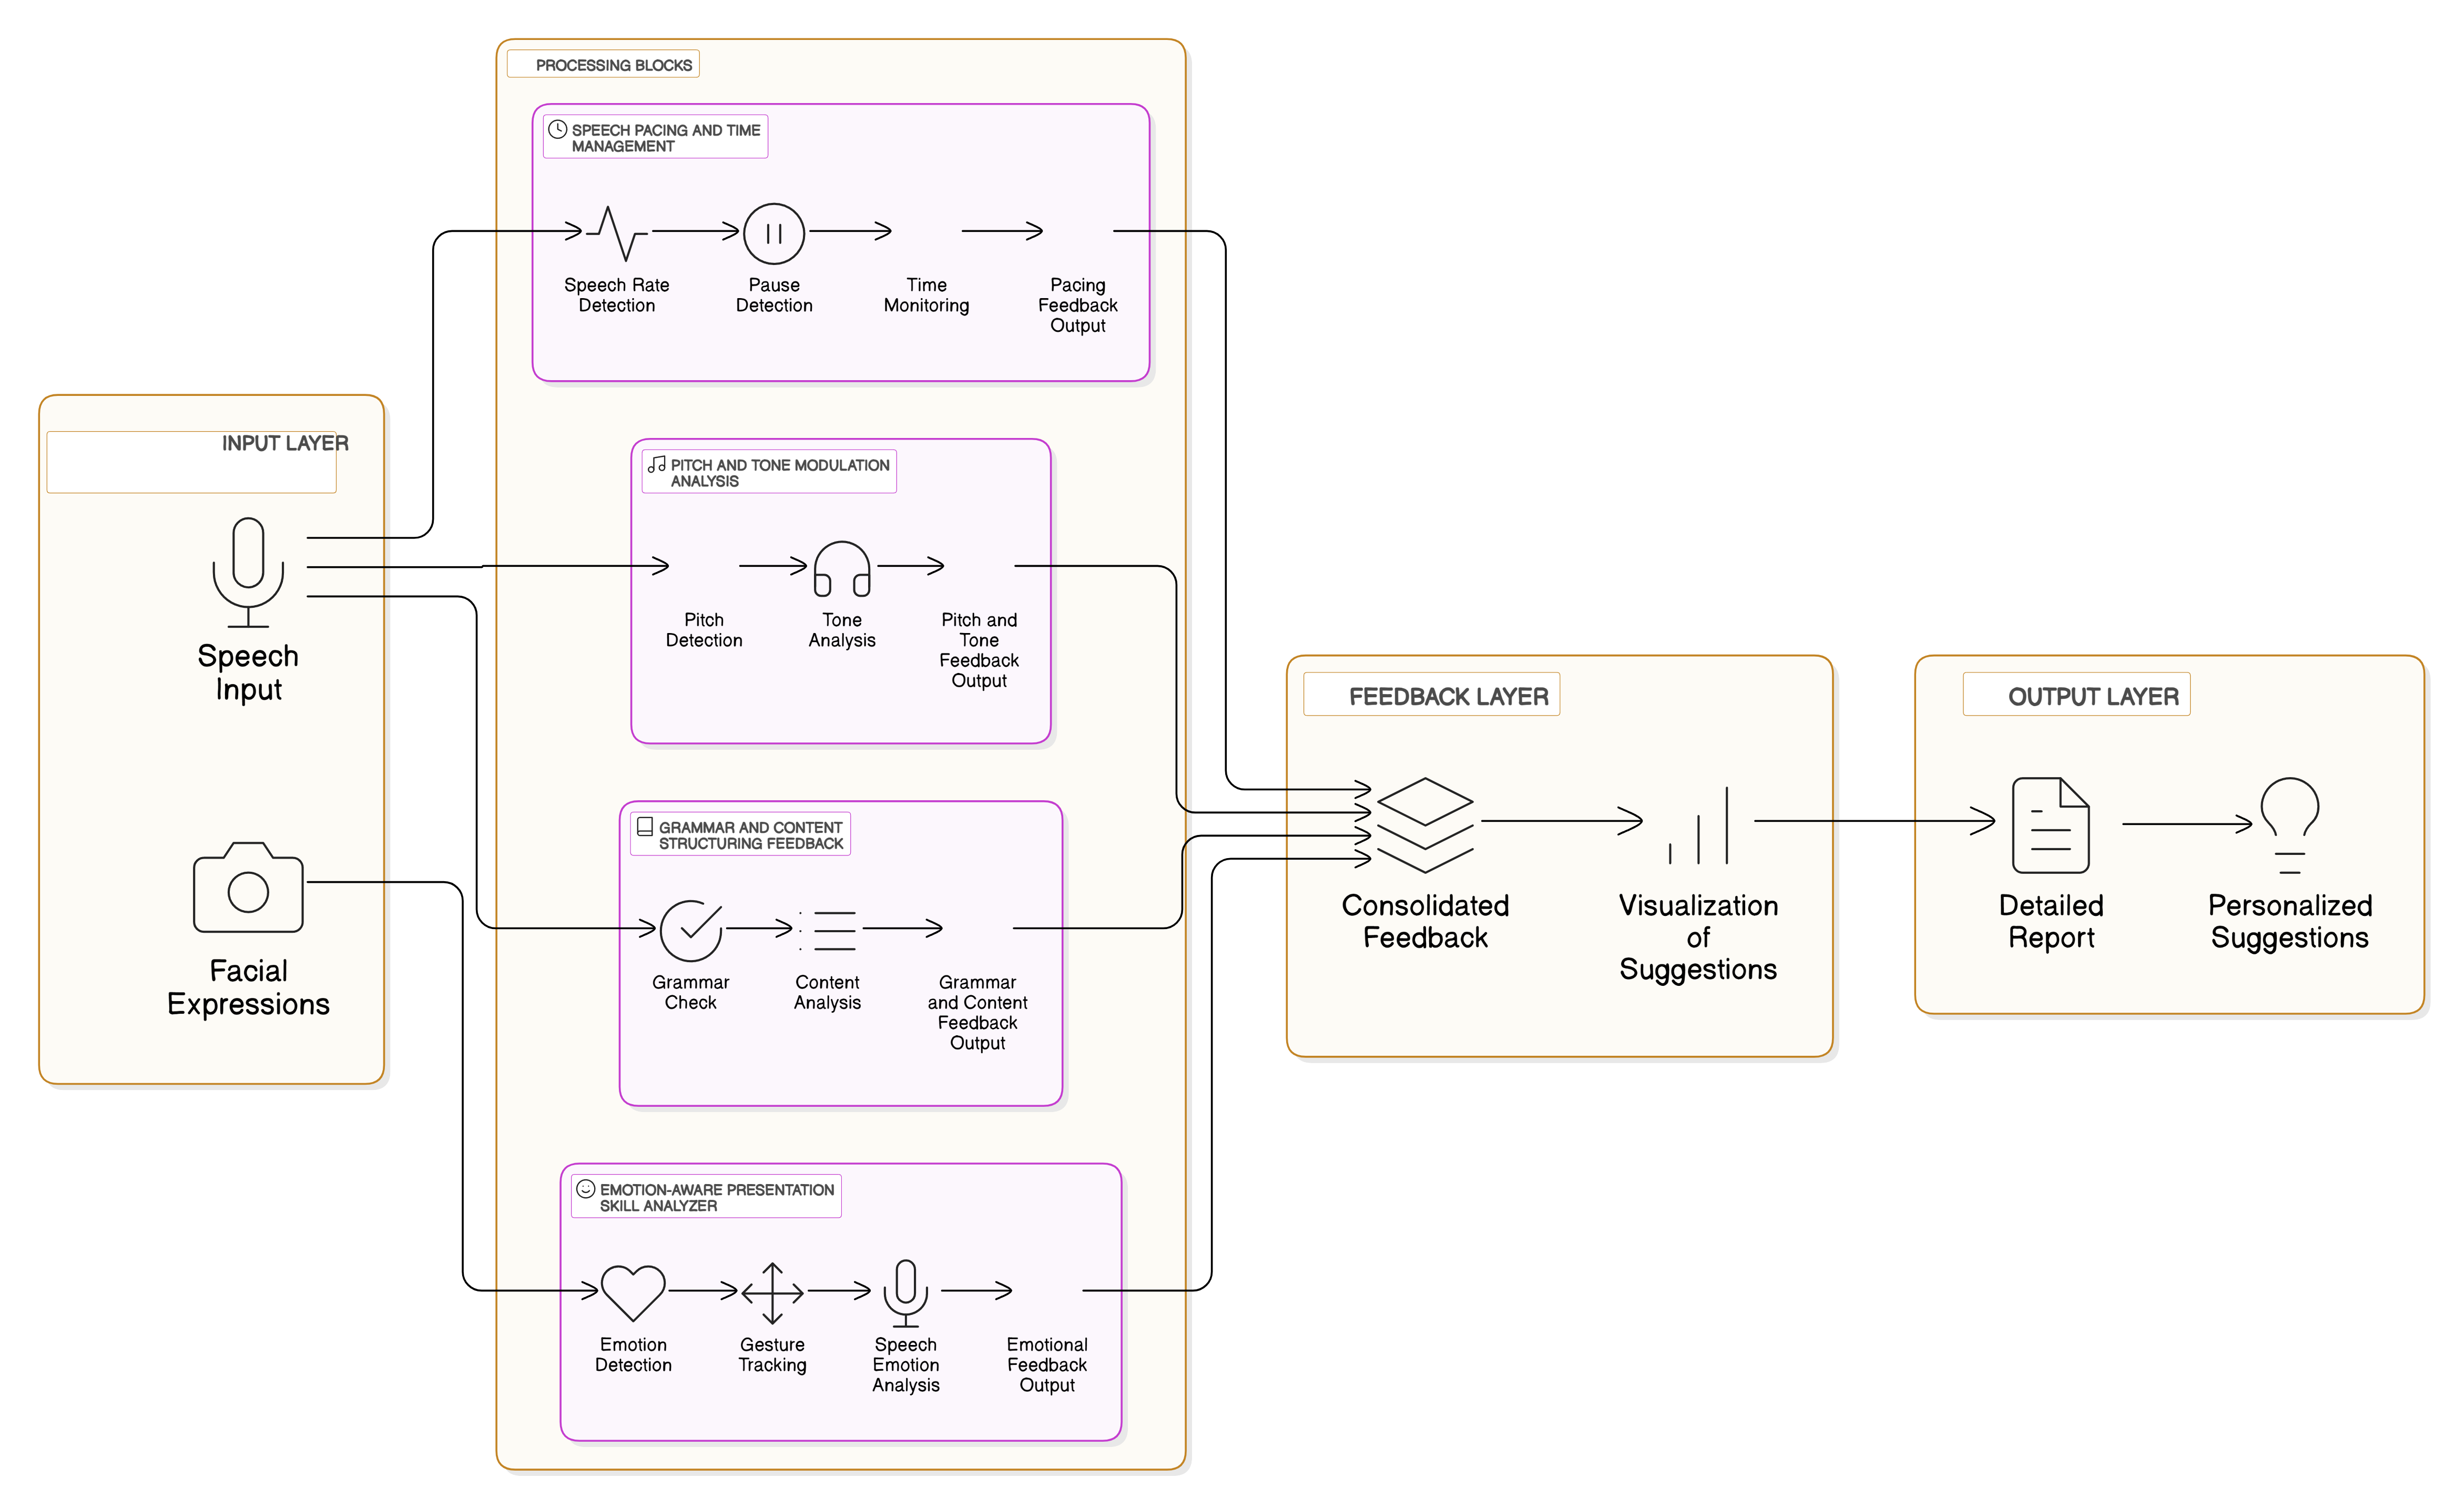 PROCESSING BLOCKS
SPEECH PACING AND TIME
MANAGEMENT
Speech Rate
Detection
Pause
Detection
Time
Monitoring
Pacing
Feedback
Output
INPUT LAYER
Speech
Input
Facial
Expressions
PITCH AND TONE MODULATION
ANALYSIS
Pitch
Detection
Tone
Analysis
Pitch and
Tone
Feedback
Output
GRAMMAR AND CONTENT
STRUCTURING FEEDBACK
Grammar
Check
Content
Analysis
Grammar
and Content
Feedback
Output
EMOTION-AWARE PRESENTATION
SKILL ANALYZER
Emotion
Detection
Gesture
Tracking
Speech
Emotion
Analysis
Emotional
Feedback
Output
FEEDBACK LAYER
Consolidated
Feedback
Visualization
of
Suggestions
OUTPUT LAYER
Detailed
Report
Personalized
Suggestions